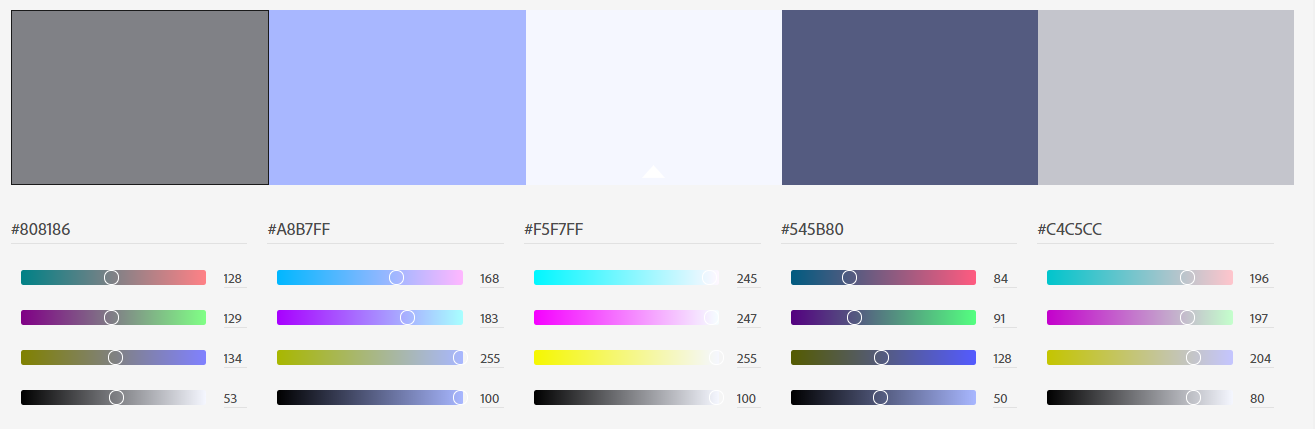 #808186 #A8B7FF #F5F7FF #545B80 #C4C5CC
128 168 245 84 196
129 183 247 91 197
134 255 255 128 204
53 100 100 50 80